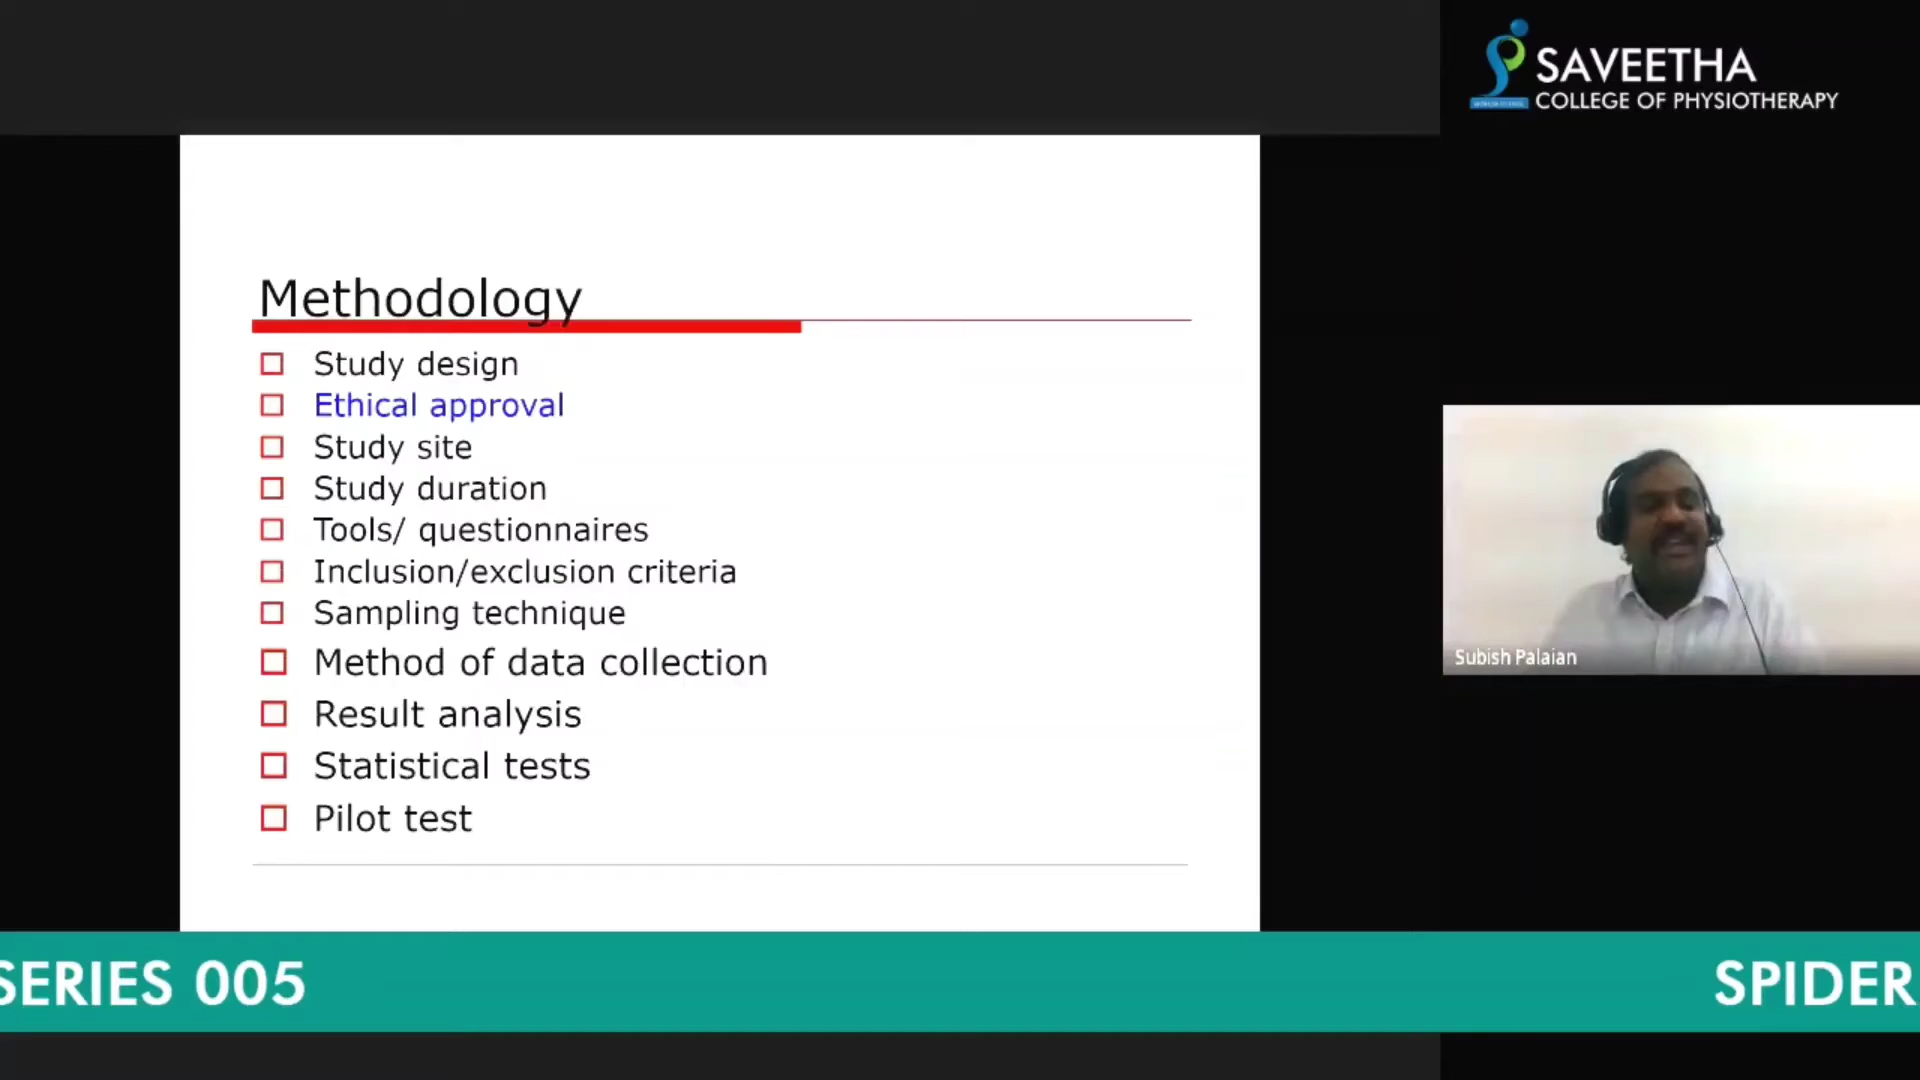 SAVEETHA
COLLEGE OF PHYSIOTHERAPY
Methodology
Study design
Ethical approval
Study site
Study duration
Tools/ questionnaires
Inclusion/exclusion criteria
Sampling technique
Method of data collection
Result analysis
Statistical tests
Pilot test
Subish Palaian
SERIES 005
SPIDER